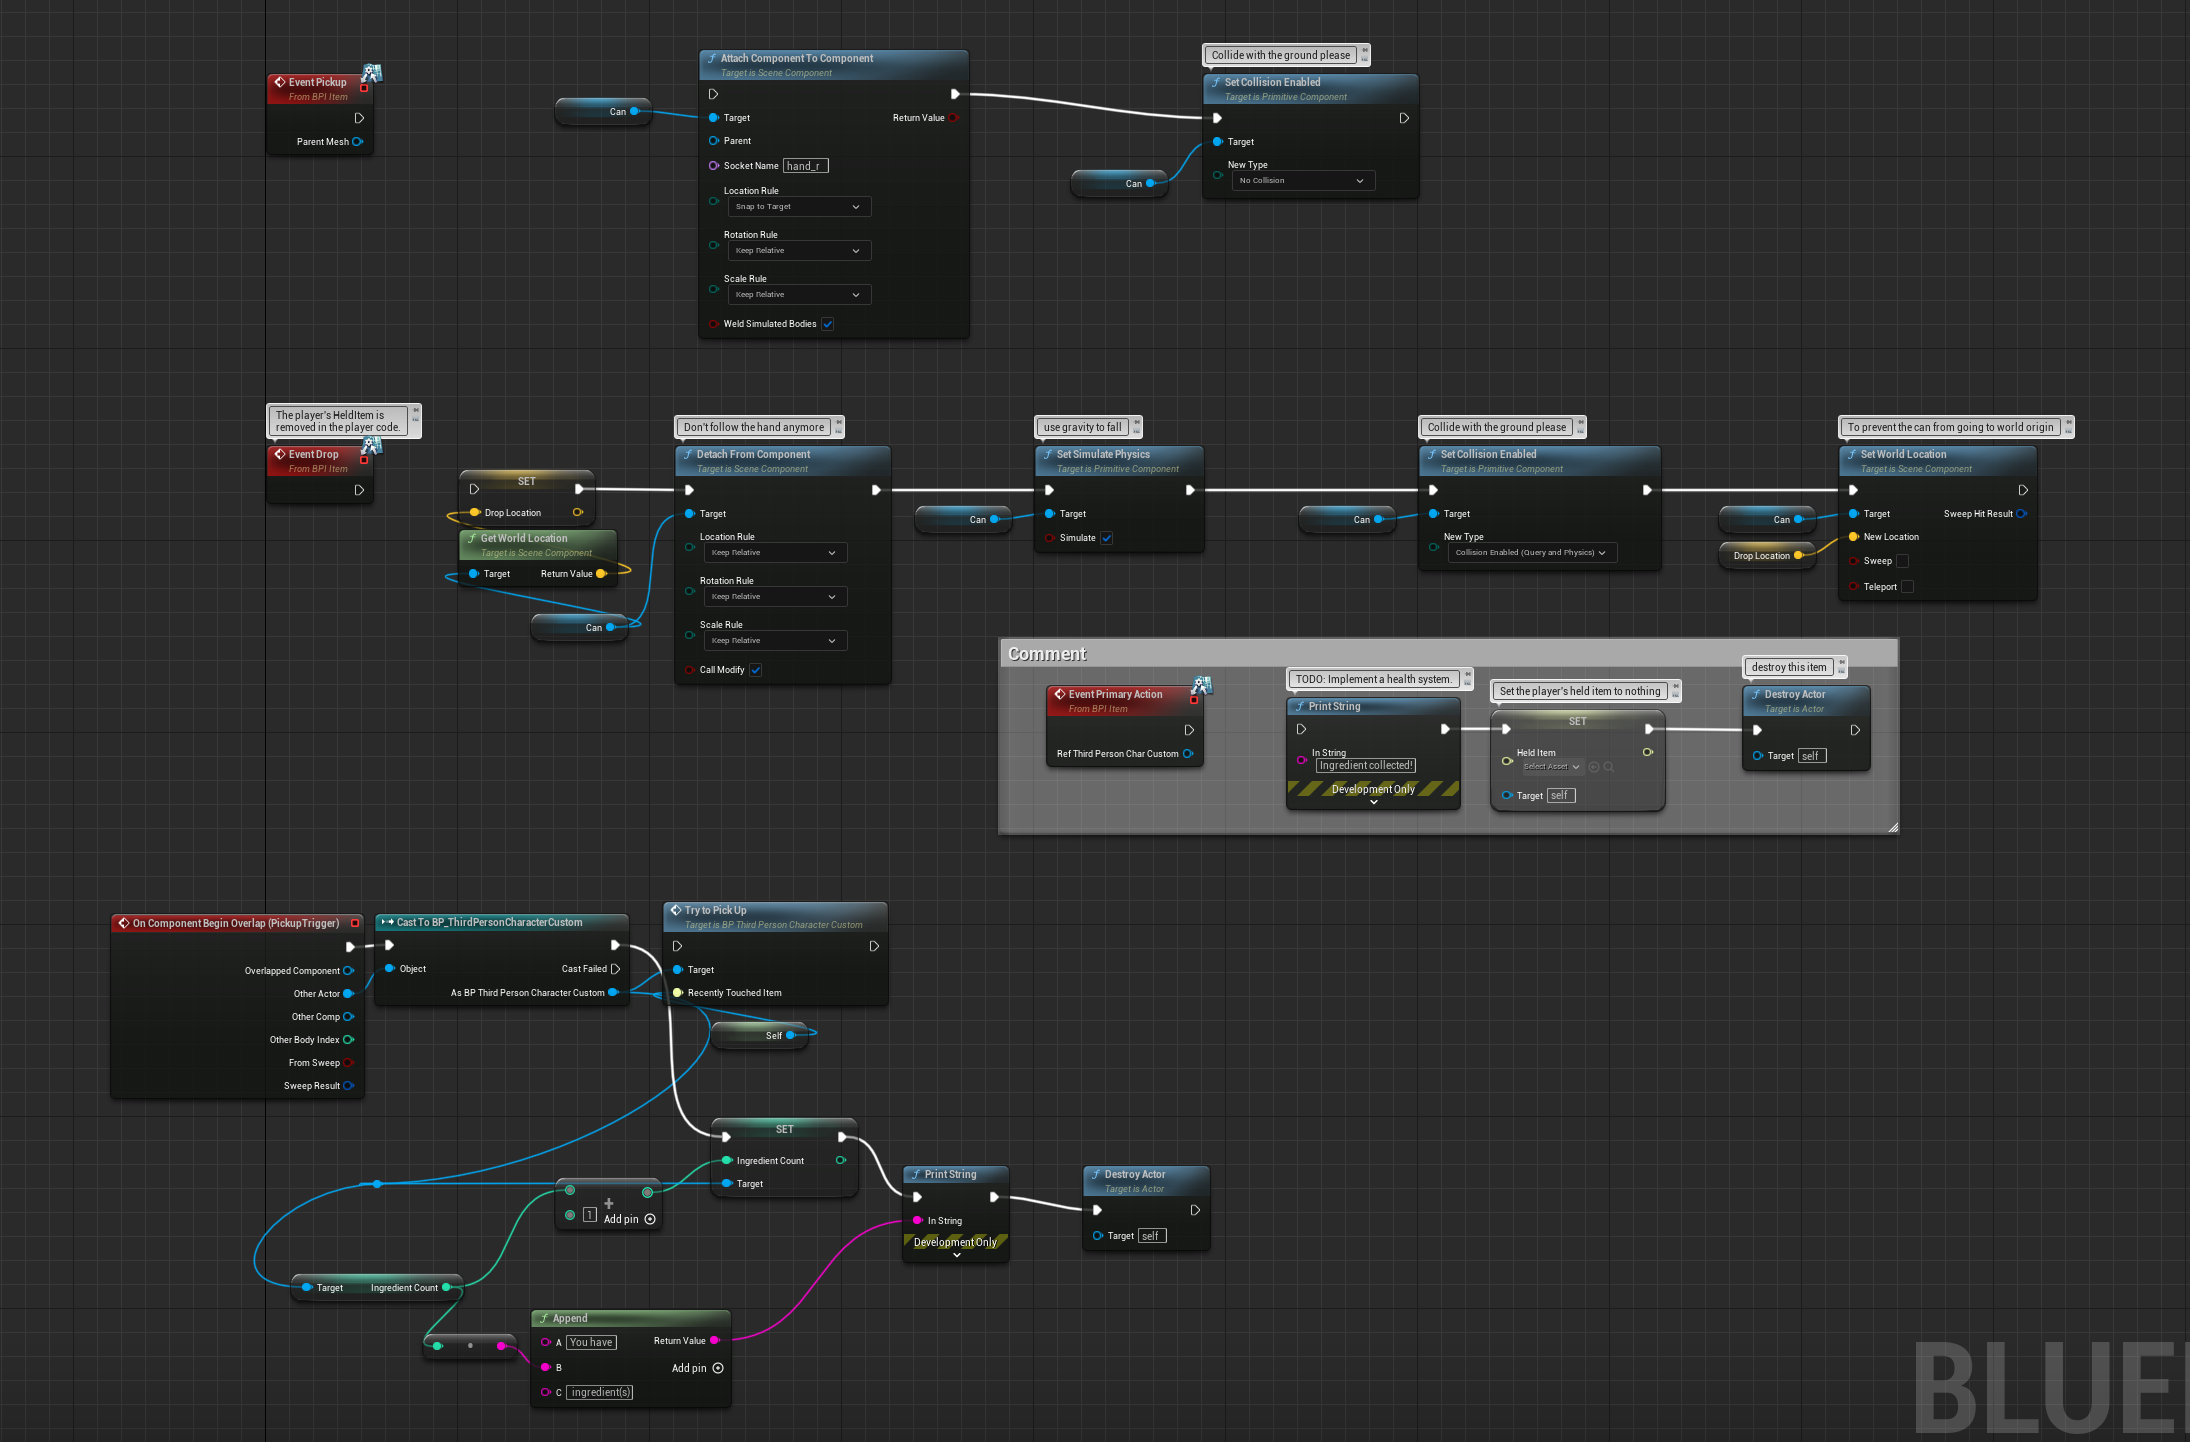 Event Pickup
From BPI Item
Parent Mesh
Can
Attach Component To Component
Target is Scene Component
Target
Return Value
Parent
Socket Name hand_r
Location Rule
Snap to Target
Rotation Rule
Keep Relative
Scale Rule
Keep Relative
Weld Simulated Bodies
Collide with the ground please
Set Collision Enabled
Target is Primitive Component
Target
New Type
No Collision
Can
The player's HeldItem is
removed in the player code.
Event Drop
From BPI Item
SET
Drop Location
Get World Location
Target is Scene Component
Target Return Value
Can
Don't follow the hand anymore
Detach From Component
Target is Scene Component
Target
Location Rule
Keep Relative
Rotation Rule
Keep Relative
Scale Rule
Keep Relative
Call Modify
use gravity to fall
Set Simulate Physics
Target is Primitive Component
Can
Target
Simulate
Collide with the ground please
Set Collision Enabled
Target is Primitive Component
Can
Target
New Type
Collision Enabled (Query and Physics)
To prevent the can from going to world origin
Set World Location
Target is Scene Component
Can
Drop Location
Target
Sweep Hit Result
New Location
Sweep
Teleport
Comment
Event Primary Action
From BPI Item
Ref Third Person Char Custom
TODO: Implement a health system.
Print String
In String
Ingredient collected!
Development Only
Set the player's held item to nothing
SET
Held Item
Select Asset
Target self
destroy this item
Destroy Actor
Target is Actor
Target self
On Component Begin Overlap (PickupTrigger)
Overlapped Component
Other Actor
Other Comp
Other Body Index
From Sweep
Sweep Result
Cast To BP_ThirdPersonCharacterCustom
Object
Cast Failed
As BP Third Person Character Custom
Try to Pick Up
Target is BP Third Person Character Custom
Target
Recently Touched Item
Self
SET
Ingredient Count
Target
1
Add pin
Print String
In String
Development Only
Destroy Actor
Target is Actor
Target self
Target Ingredient Count
Append
A You have
Return Value
B
Add pin
C ingredient(s)
BLUE